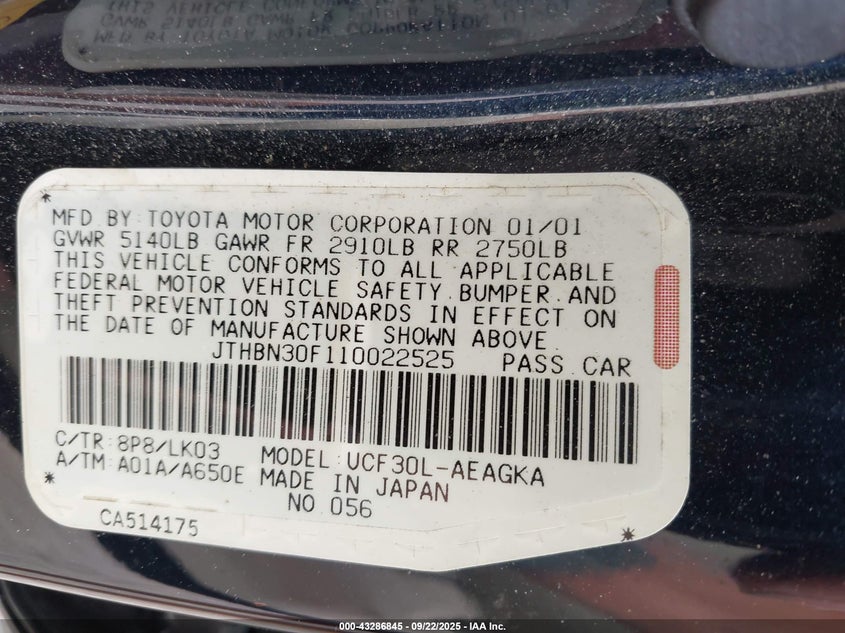 MFD BY TOYOTA MOTOR CORPORATION 01/01
GVWR 5140LB GAWR FR 2910LB RR 2750LB
THIS VEHICLE CONFORMS TO ALL APPLICABLE
FEDERAL MOTOR VEHICLE SAFETY.BUMPER.AND
THEFT PREVENTION STANDARDS IN EFFECT ON
THE DATE OF MANUFACTURE SHOWN ABOVE.
JTHBN30F110022525 PASS.CAR
C/TR:8P8/LK03 MODEL:UCF30L-AEAGKA
A/TM:A01A/A650E MADE IN JAPAN
NO.056
CA514175
000-43286845 - 09/22/2025 - IAA Inc.